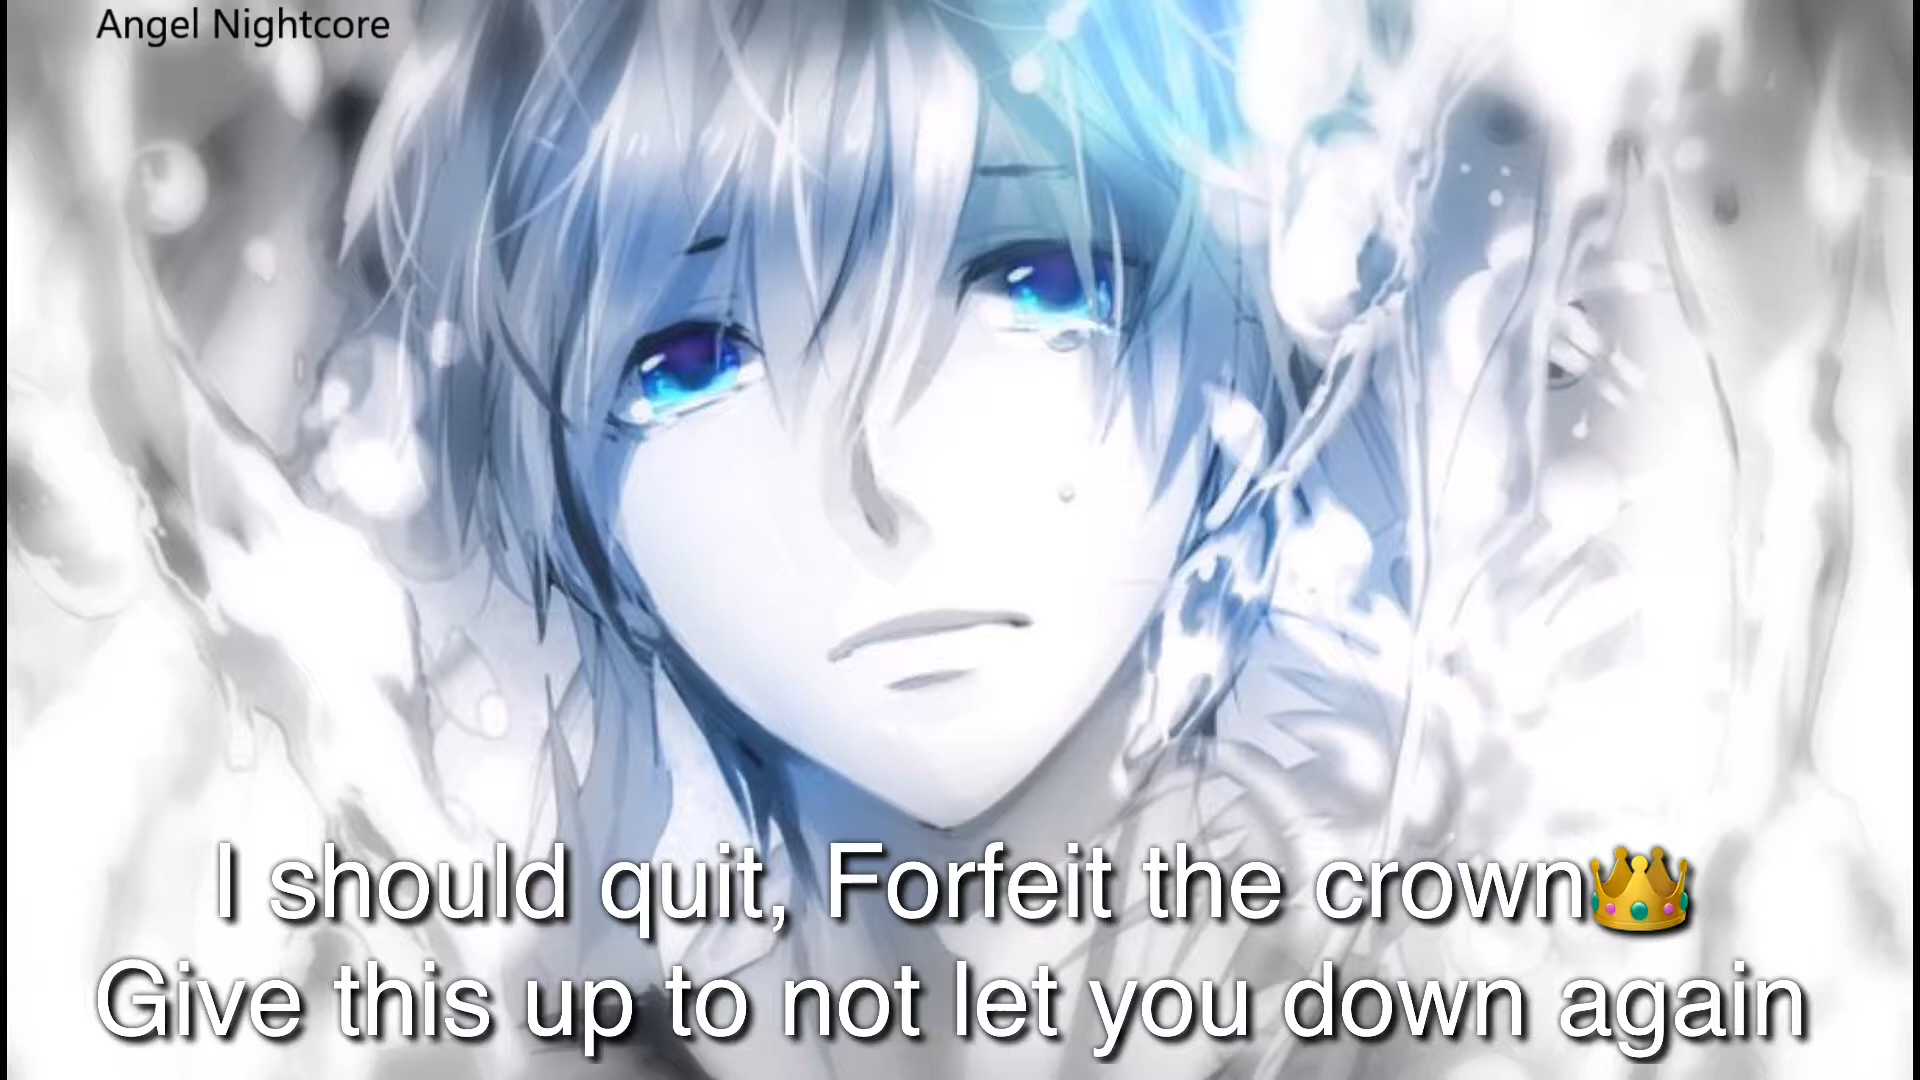 Angel Nightcore
I should quit, Forfeit the crown👑
Give this up to not let you down again